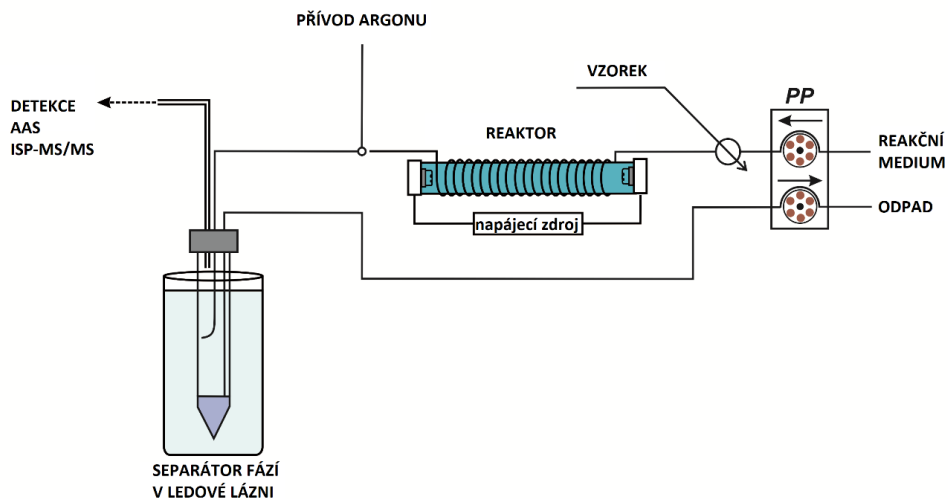 PŘÍVOD ARGONU
VZOREK
PP
DETEKCE
AAS
ISP-MS/MS
REAKTOR
REAKČNÍ
MEDIUM
napájecí zdroj
ODPAD
SEPARÁTOR FÁZÍ
V LEDOVÉ LÁZNI